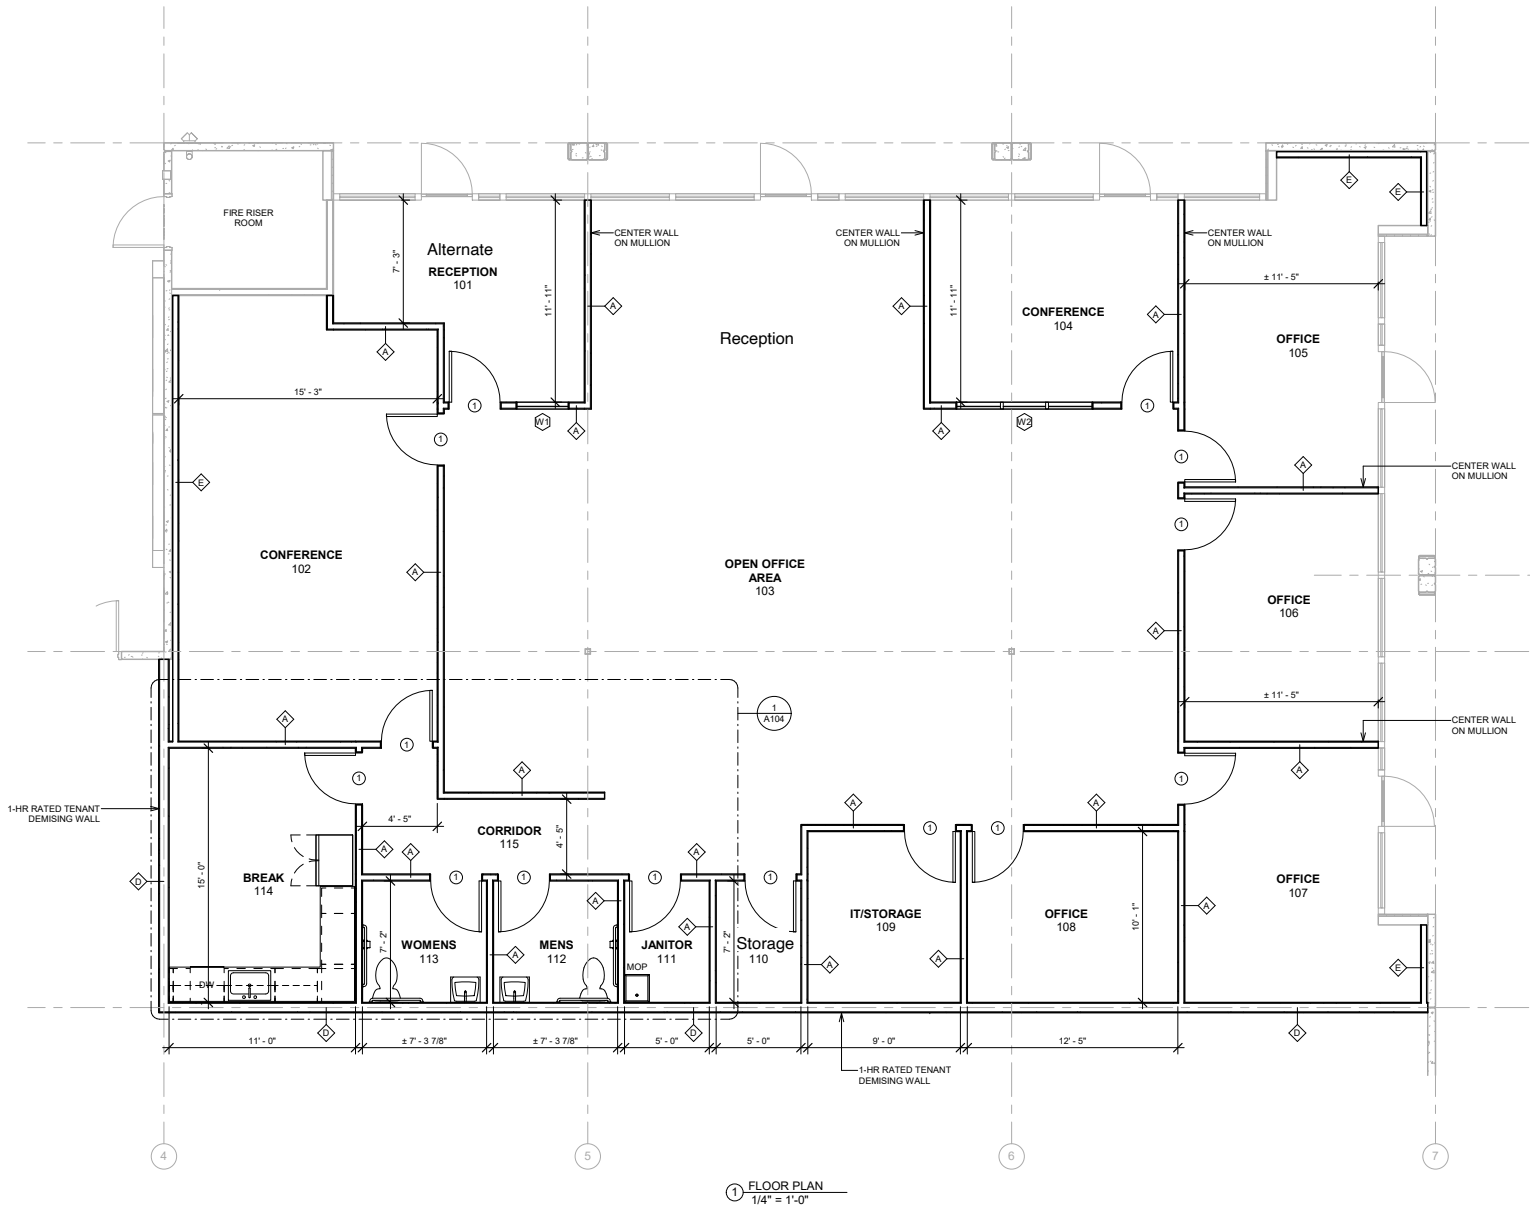 FIRE RISER
ROOM
E
E
Alternate
RECEPTION
101
7' - 3"
11' - 11"
CENTER WALL
ON MULLION
CENTER WALL
ON MULLION
11' - 11"
CENTER WALL
ON MULLION
± 11' - 5"
A
A
A
CONFERENCE
104
Reception
OFFICE
105
A
15' - 3"
1
1
W1
A
A
W2
1
1
A
CENTER WALL
ON MULLION
E
1
CONFERENCE
102
A
OPEN OFFICE
AREA
103
OFFICE
106
A
± 11' - 5"
1
A104
A
CENTER WALL
ON MULLION
1
A
1
A
1
1-HR RATED TENANT
DEMISING WALL
4' - 5"
CORRIDOR
115
4' - 5"
A
A
1
1
A
A
A
1
1
1
1
D
BREAK
114
15' - 0"
OFFICE
107
A
A
IT/STORAGE
109
OFFICE
108
10' - 1"
A
WOMENS
113
7' - 2"
A
MENS
112
JANITOR
111
MOP
Storage
110
7' - 2"
A
A
E
DW
D
D
D
11' - 0"
± 7' - 3 7/8"
± 7' - 3 7/8"
5' - 0"
5' - 0"
9' - 0"
12' - 5"
1-HR RATED TENANT
DEMISING WALL
4
5
6
7
1
FLOOR PLAN
1/4" = 1'-0"